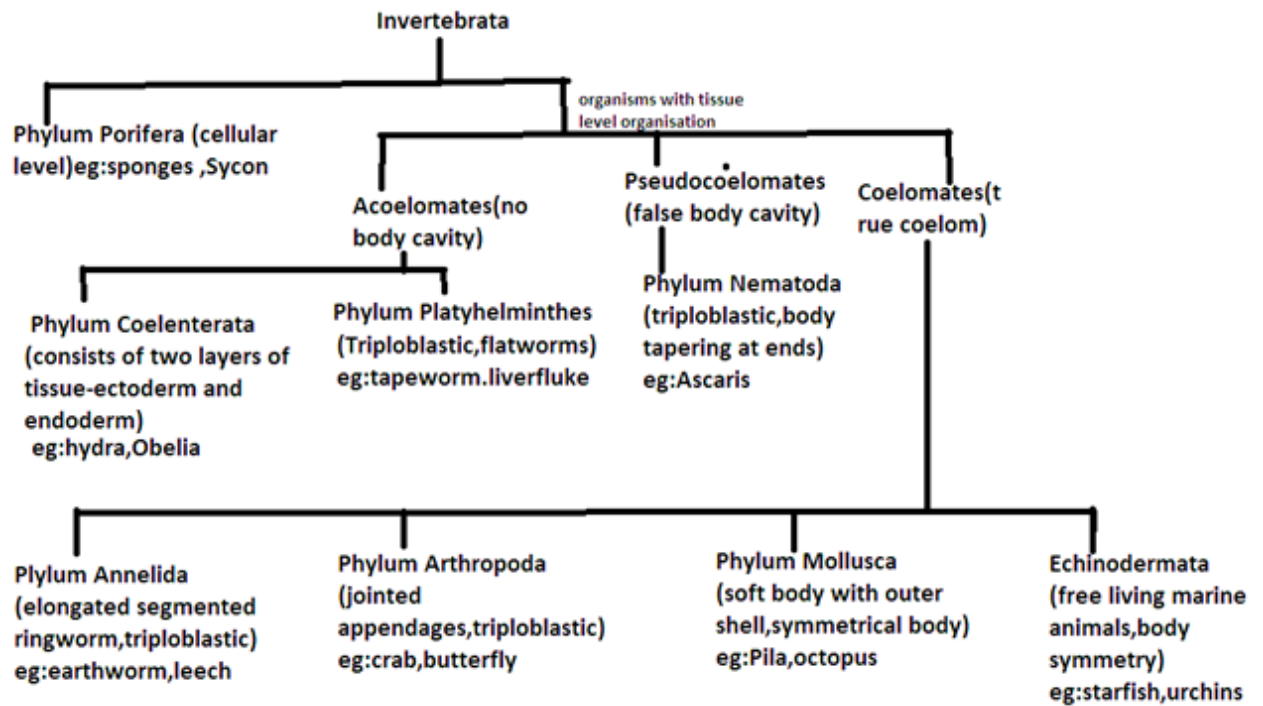 Invertebrata
organisms with tissue
level organisation
Phylum Porifera (cellular
level)eg:sponges ,Sycon
Acoelomates(no
body cavity)
Pseudocoelomates
(false body cavity)
Coelomates(t
rue coelom)
Phylum Coelenterata
(consists of two layers of
tissue-ectoderm and
endoderm)
eg:hydra,Obelia
Phylum Platyhelminthes
(Triploblastic,flatworms)
eg:tapeworm.liverfluke
Phylum Nematoda
(triploblastic,body
tapering at ends)
eg:Ascaris
Plylum Annelida
(elongated segmented
ringworm,triploblastic)
eg:earthworm,leech
Phylum Arthropoda
(jointed
appendages,triploblastic)
eg:crab,butterfly
Phylum Mollusca
(soft body with outer
shell,symmetrical body)
eg:Pila,octopus
Echinodermata
(free living marine
animals,body
symmetry)
eg:starfish,urchins